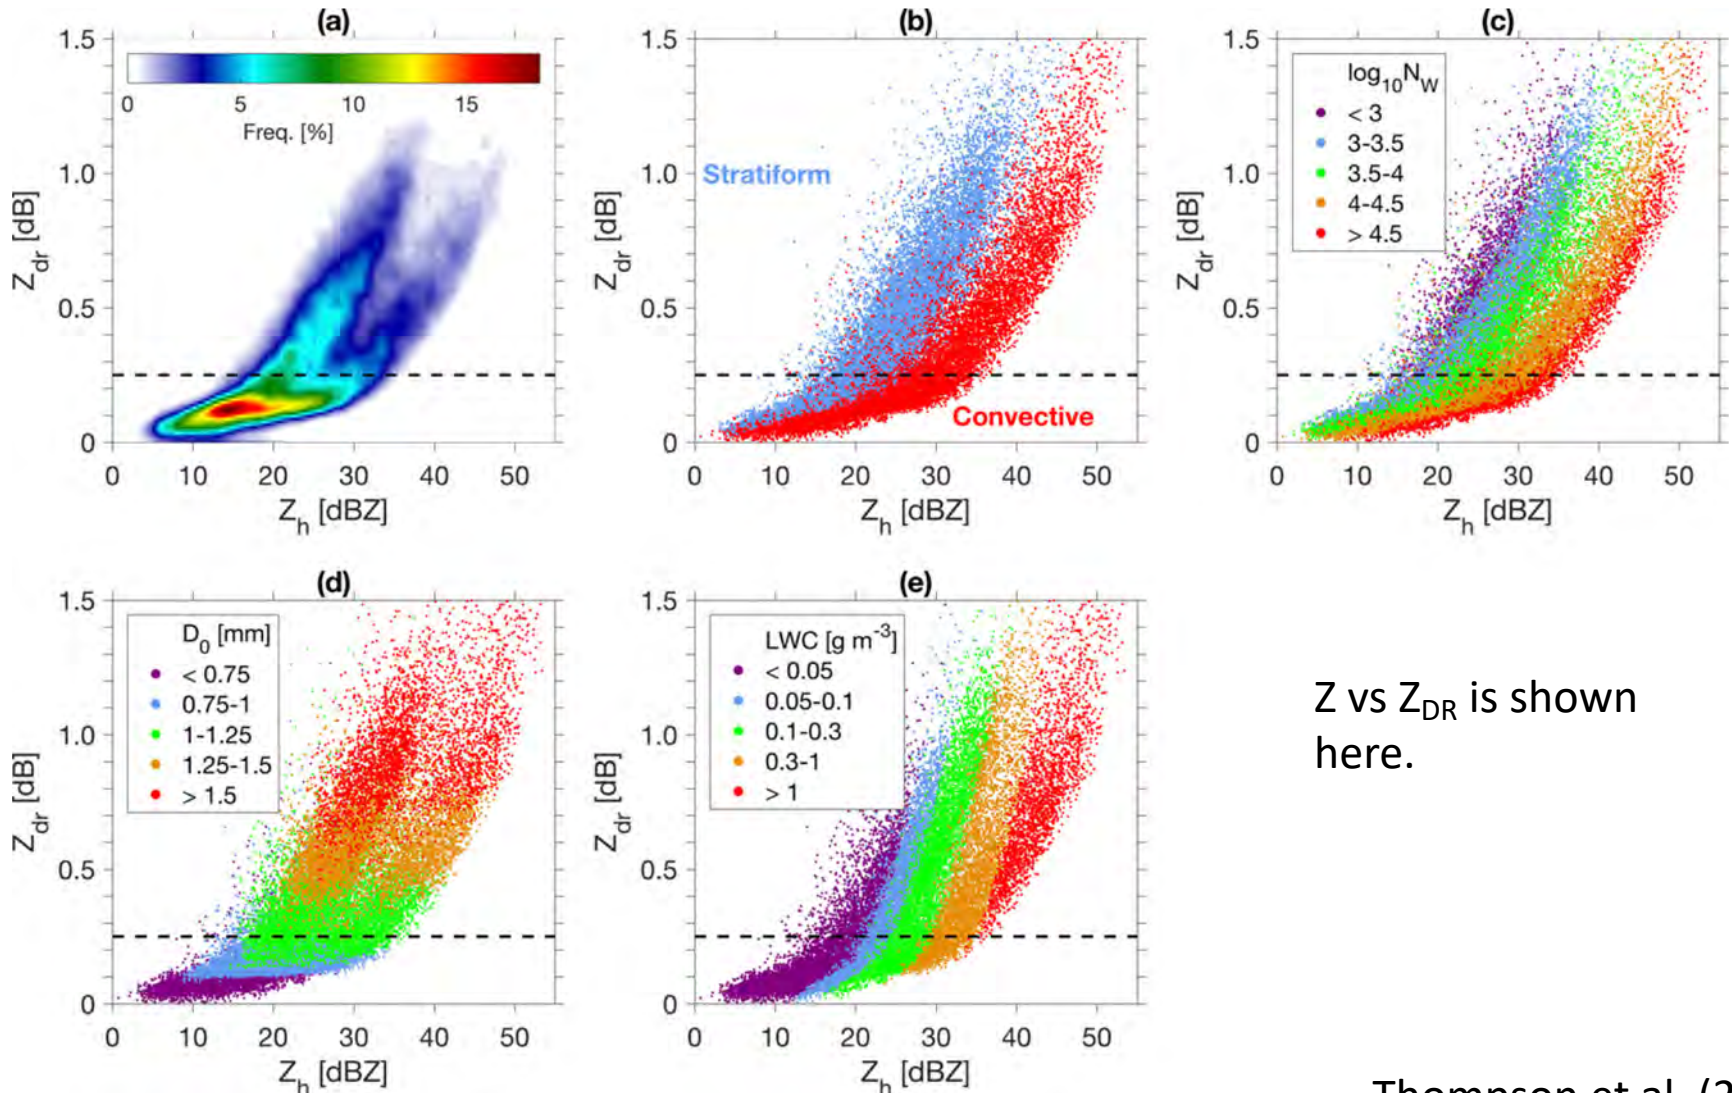 (a)
1.5
1.0
0.5
0
Z_dr [dB]
0 5 10 15
Freq. [%]
0 10 20 30 40 50
Z_h [dBZ]
(b)
1.5
1.0
0.5
0
Z_dr [dB]
Stratiform
Convective
0 10 20 30 40 50
Z_h [dBZ]
(c)
1.5
1.0
0.5
0
Z_dr [dB]
log_10 N_W
< 3
3-3.5
3.5-4
4-4.5
> 4.5
0 10 20 30 40 50
Z_h [dBZ]
(d)
1.5
1.0
0.5
0
Z_dr [dB]
D_0 [mm]
< 0.75
0.75-1
1-1.25
1.25-1.5
> 1.5
0 10 20 30 40 50
Z_h [dBZ]
(e)
1.5
1.0
0.5
0
Z_dr [dB]
LWC [g m^-3]
< 0.05
0.05-0.1
0.1-0.3
0.3-1
> 1
0 10 20 30 40 50
Z_h [dBZ]
Z vs Z_DR is shown
here.
Thompson et al. (2